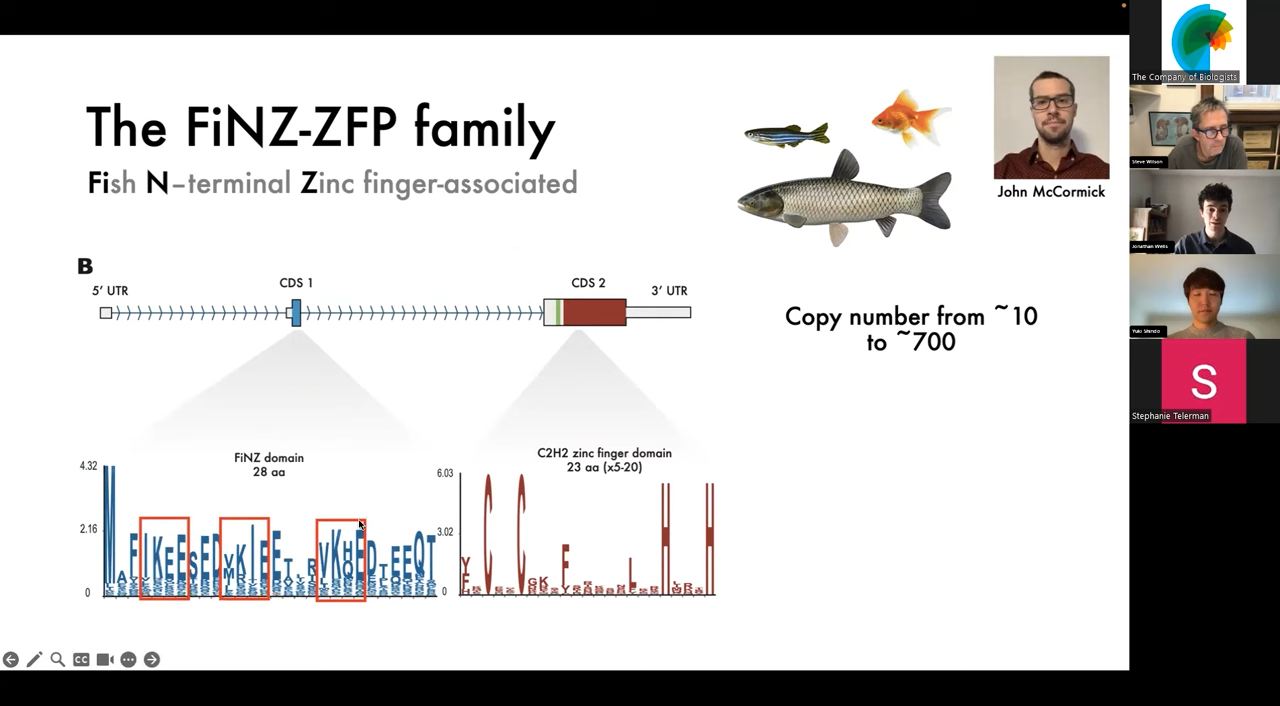 The FiNZ-ZFP family
Fish N-terminal Zinc finger-associated
John McCormick
B
5' UTR
CDS 1
CDS 2
3' UTR
Copy number from ~10
to ~700
FiNZ domain
28 aa
C2H2 zinc finger domain
23 aa (x5-20)
4.32
2.16
0
6.03
3.02
0
CC
The Company of Biologists
Steve Wilson
Jonathan Wells
Yuki Shindo
S
Stephanie Telerman